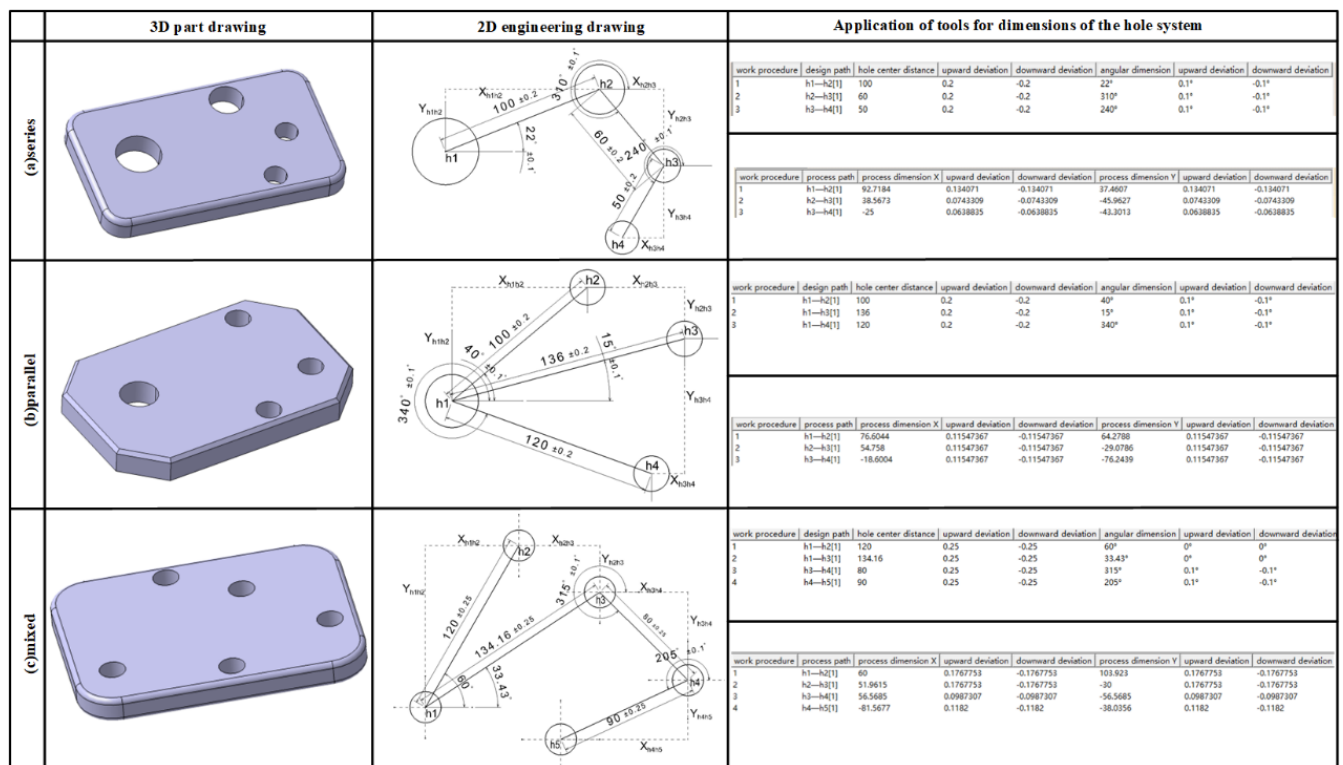 3D part drawing 2D engineering drawing Application of tools for dimensions of the hole system
(a)series
310° ±0.1°
h2
X h2h3
X h1h2
100 ±0.2
Y h1h2
Y h2h3
22°
±0.1°
60 ±0.2
240° ±0.1°
h1
h3
50 ±0.2
Y h3h4
h4
X h3h4
work procedure design path hole center distance upward deviation downward deviation angular dimension upward deviation downward deviation
1 h1—h2[1] 100 0.2 -0.2 22° 0.1° -0.1°
2 h2—h3[1] 60 0.2 -0.2 310° 0.1° -0.1°
3 h3—h4[1] 50 0.2 -0.2 240° 0.1° -0.1°
work procedure process path process dimension X upward deviation downward deviation process dimension Y upward deviation downward deviation
1 h1—h2[1] 92.7184 0.134071 -0.134071 37.4607 0.134071 -0.134071
2 h2—h3[1] 38.5673 0.0743309 -0.0743309 -45.9627 0.0743309 -0.0743309
3 h3—h4[1] -25 0.0638835 -0.0638835 -43.3013 0.0638835 -0.0638835
(b)parallel
X h1h2
h2
X h2h3
Y h2h3
Y h1h2
100 ±0.2
h3
40°
±0.1°
136 ±0.2
15°
±0.1°
340° ±0.1°
h1
Y h3h4
120 ±0.2
h4
X h3h4
work procedure design path hole center distance upward deviation downward deviation angular dimension upward deviation downward deviation
1 h1—h2[1] 100 0.2 -0.2 40° 0.1° -0.1°
2 h1—h3[1] 136 0.2 -0.2 15° 0.1° -0.1°
3 h1—h4[1] 120 0.2 -0.2 340° 0.1° -0.1°
work procedure process path process dimension X upward deviation downward deviation process dimension Y upward deviation downward deviation
1 h1—h2[1] 76.6044 0.11547367 -0.11547367 64.2788 0.11547367 -0.11547367
2 h2—h3[1] 54.758 0.11547367 -0.11547367 -29.0786 0.11547367 -0.11547367
3 h3—h4[1] -18.6004 0.11547367 -0.11547367 -76.2439 0.11547367 -0.11547367
(c)mixed
X h1h2
h2
X h2h3
Y h2h3
Y h1h2
315° ±0.1°
X h3h4
h3
120 ±0.25
134.16 ±0.25
80 ±0.25
Y h3h4
205° ±0.1°
60°
33.43°
h4
h1
90 ±0.25
Y h4h5
h5
X h4h5
work procedure design path hole center distance upward deviation downward deviation angular dimension upward deviation downward deviation
1 h1—h2[1] 120 0.25 -0.25 60° 0° 0°
2 h1—h3[1] 134.16 0.25 -0.25 33.43° 0° 0°
3 h3—h4[1] 80 0.25 -0.25 315° 0.1° -0.1°
4 h4—h5[1] 90 0.25 -0.25 205° 0.1° -0.1°
work procedure process path process dimension X upward deviation downward deviation process dimension Y upward deviation downward deviation
1 h1—h2[1] 60 0.1767753 -0.1767753 103.923 0.1767753 -0.1767753
2 h2—h3[1] 51.9615 0.1767753 -0.1767753 -30 0.1767753 -0.1767753
3 h3—h4[1] 56.5685 0.0987307 -0.0987307 -56.5685 0.0987307 -0.0987307
4 h4—h5[1] -81.5677 0.1182 -0.1182 -38.0356 0.1182 -0.1182